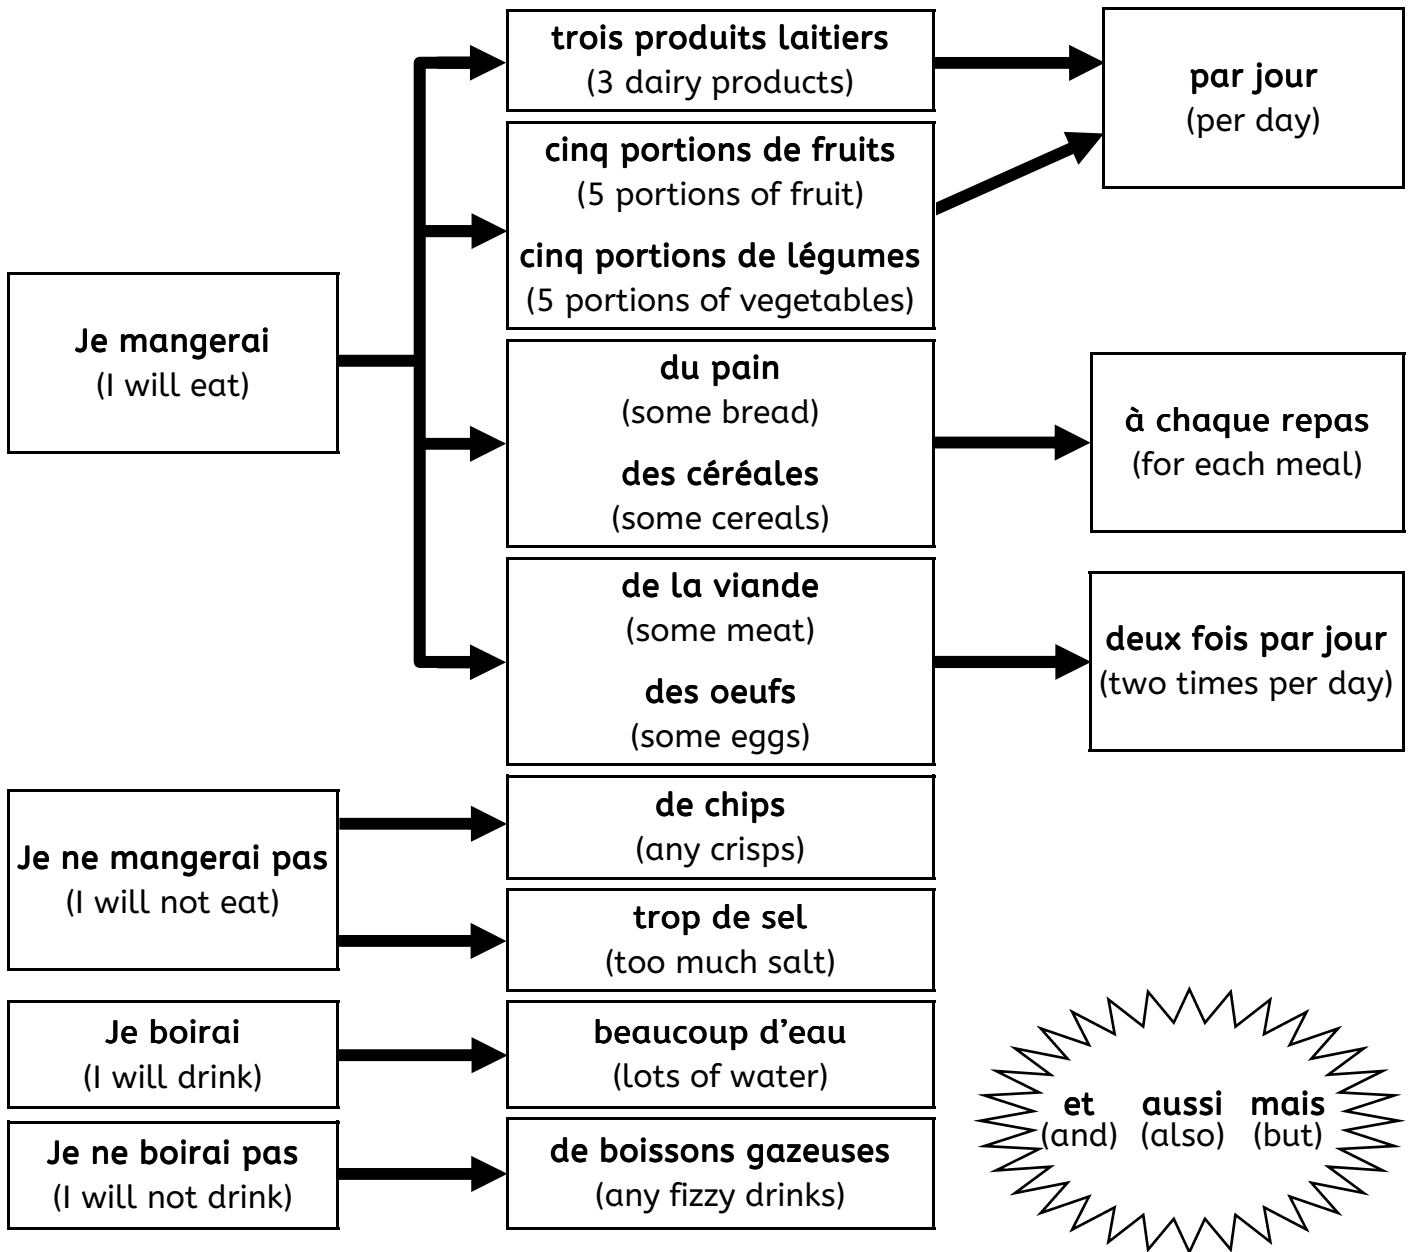 trois produits laitiers
(3 dairy products)
par jour
(per day)
cinq portions de fruits
(5 portions of fruit)
cinq portions de légumes
(5 portions of vegetables)
Je mangerai
(I will eat)
du pain
(some bread)
des céréales
(some cereals)
à chaque repas
(for each meal)
de la viande
(some meat)
des oeufs
(some eggs)
deux fois par jour
(two times per day)
Je ne mangerai pas
(I will not eat)
de chips
(any crisps)
trop de sel
(too much salt)
Je boirai
(I will drink)
beaucoup d’eau
(lots of water)
Je ne boirai pas
(I will not drink)
de boissons gazeuses
(any fizzy drinks)
et aussi mais
(and) (also) (but)